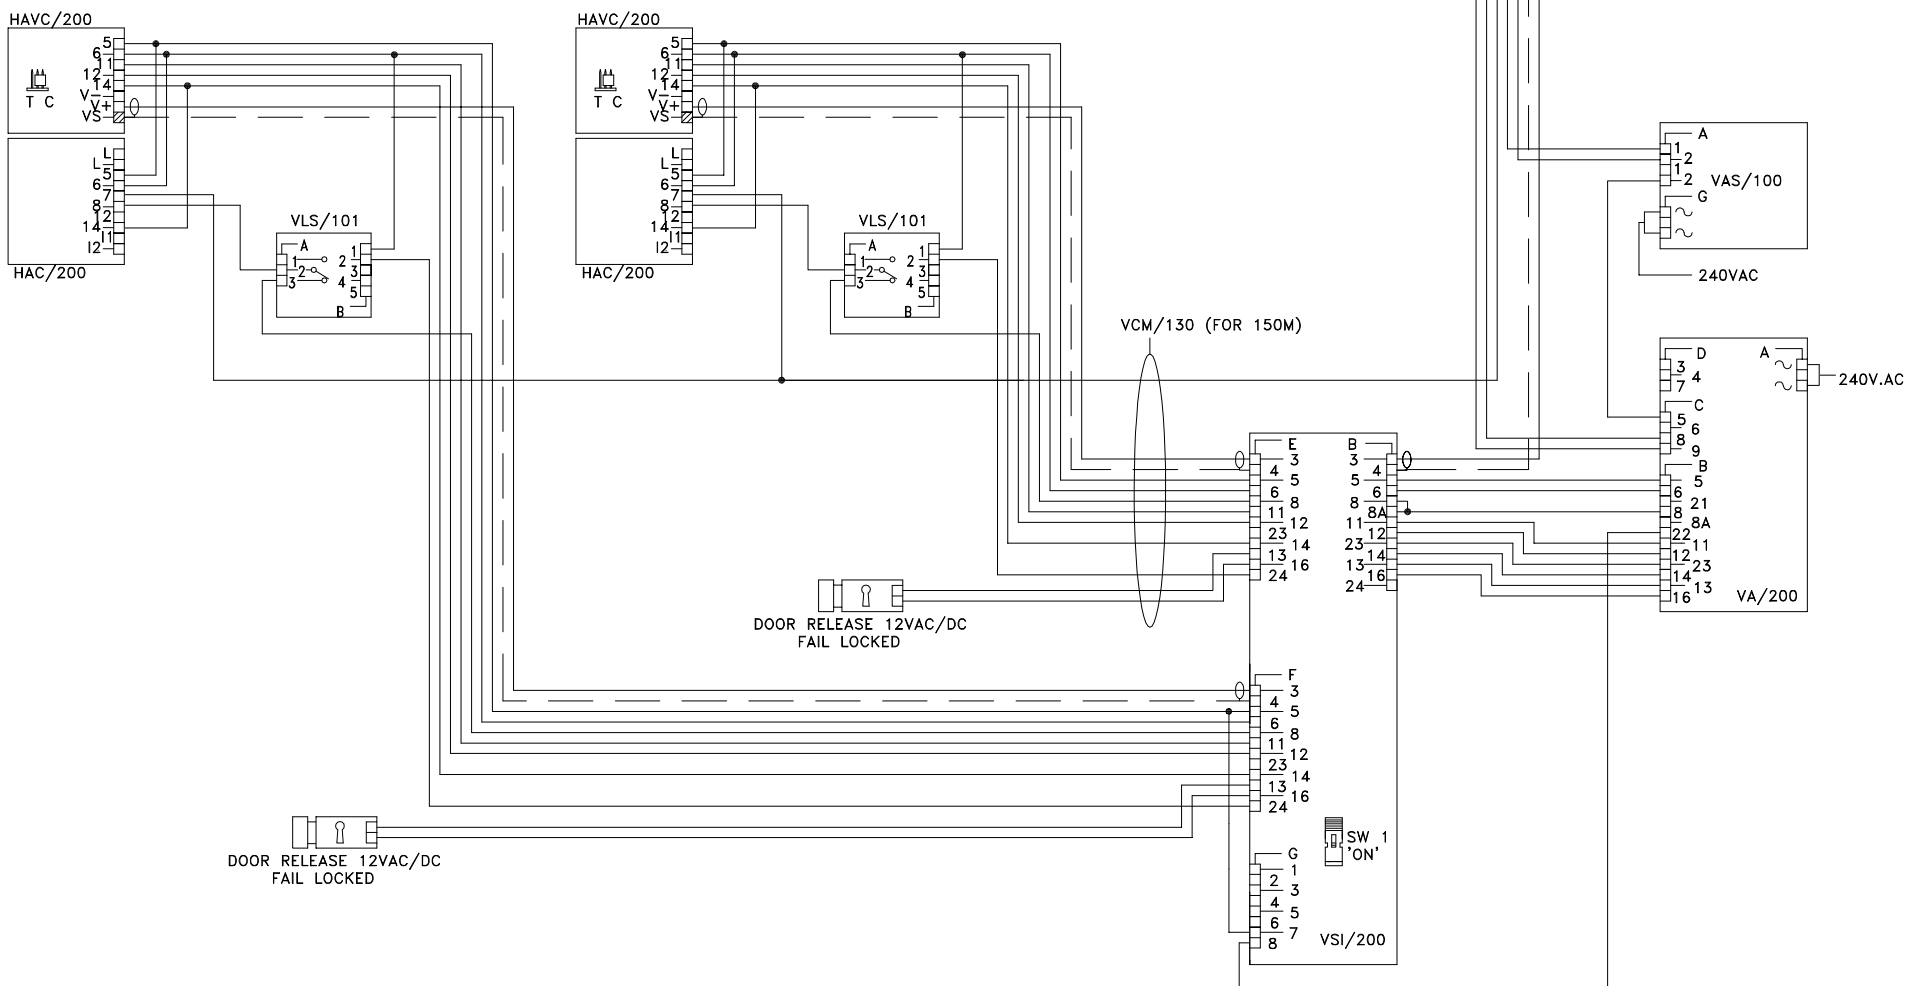 HAVC/200
5
6
11
12
14
V-
V+
VS
T C
L
L
5
6
7
8
12
14
I1
I2
HAC/200
VLS/101
A
1
2
3
1
2
3
4
5
B
HAVC/200
5
6
11
12
14
V-
V+
VS
T C
L
L
5
6
7
8
12
14
I1
I2
HAC/200
VLS/101
A
1
2
3
1
2
3
4
5
B
VCM/130 (FOR 150M)
DOOR RELEASE 12VAC/DC
FAIL LOCKED
DOOR RELEASE 12VAC/DC
FAIL LOCKED
E
3
4
5
6
8
11
12
23
14
13
16
24
B
3
4
5
6
8
8A
11
12
23
14
13
16
24
F
3
4
5
6
8
11
12
23
14
13
16
24
SW 1
'ON'
G
1
2
3
4
5
6
7
8
VSI/200
A
1
2
1
2
VAS/100
G
240VAC
D
3
4
7
A
240V.AC
C
5
6
8
9
B
5
6
21
8
8A
22
11
12
23
14
13
16
VA/200